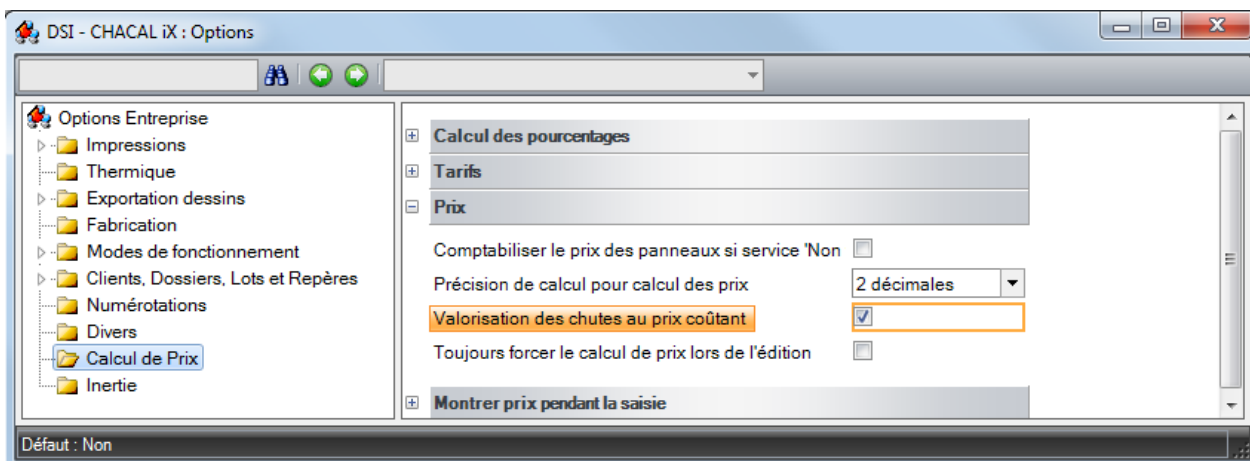 DSI - CHACAL iX : Options
Options Entreprise
Impressions
Thermique
Exportation dessins
Fabrication
Modes de fonctionnement
Clients, Dossiers, Lots et Repères
Numérotations
Divers
Calcul de Prix
Inertie
Calcul des pourcentages
Tarifs
Prix
Comptabiliser le prix des panneaux si service 'Non
Précision de calcul pour calcul des prix 2 décimales
Valorisation des chutes au prix coûtant
Toujours forcer le calcul de prix lors de l'édition
Montrer prix pendant la saisie
Défaut : Non